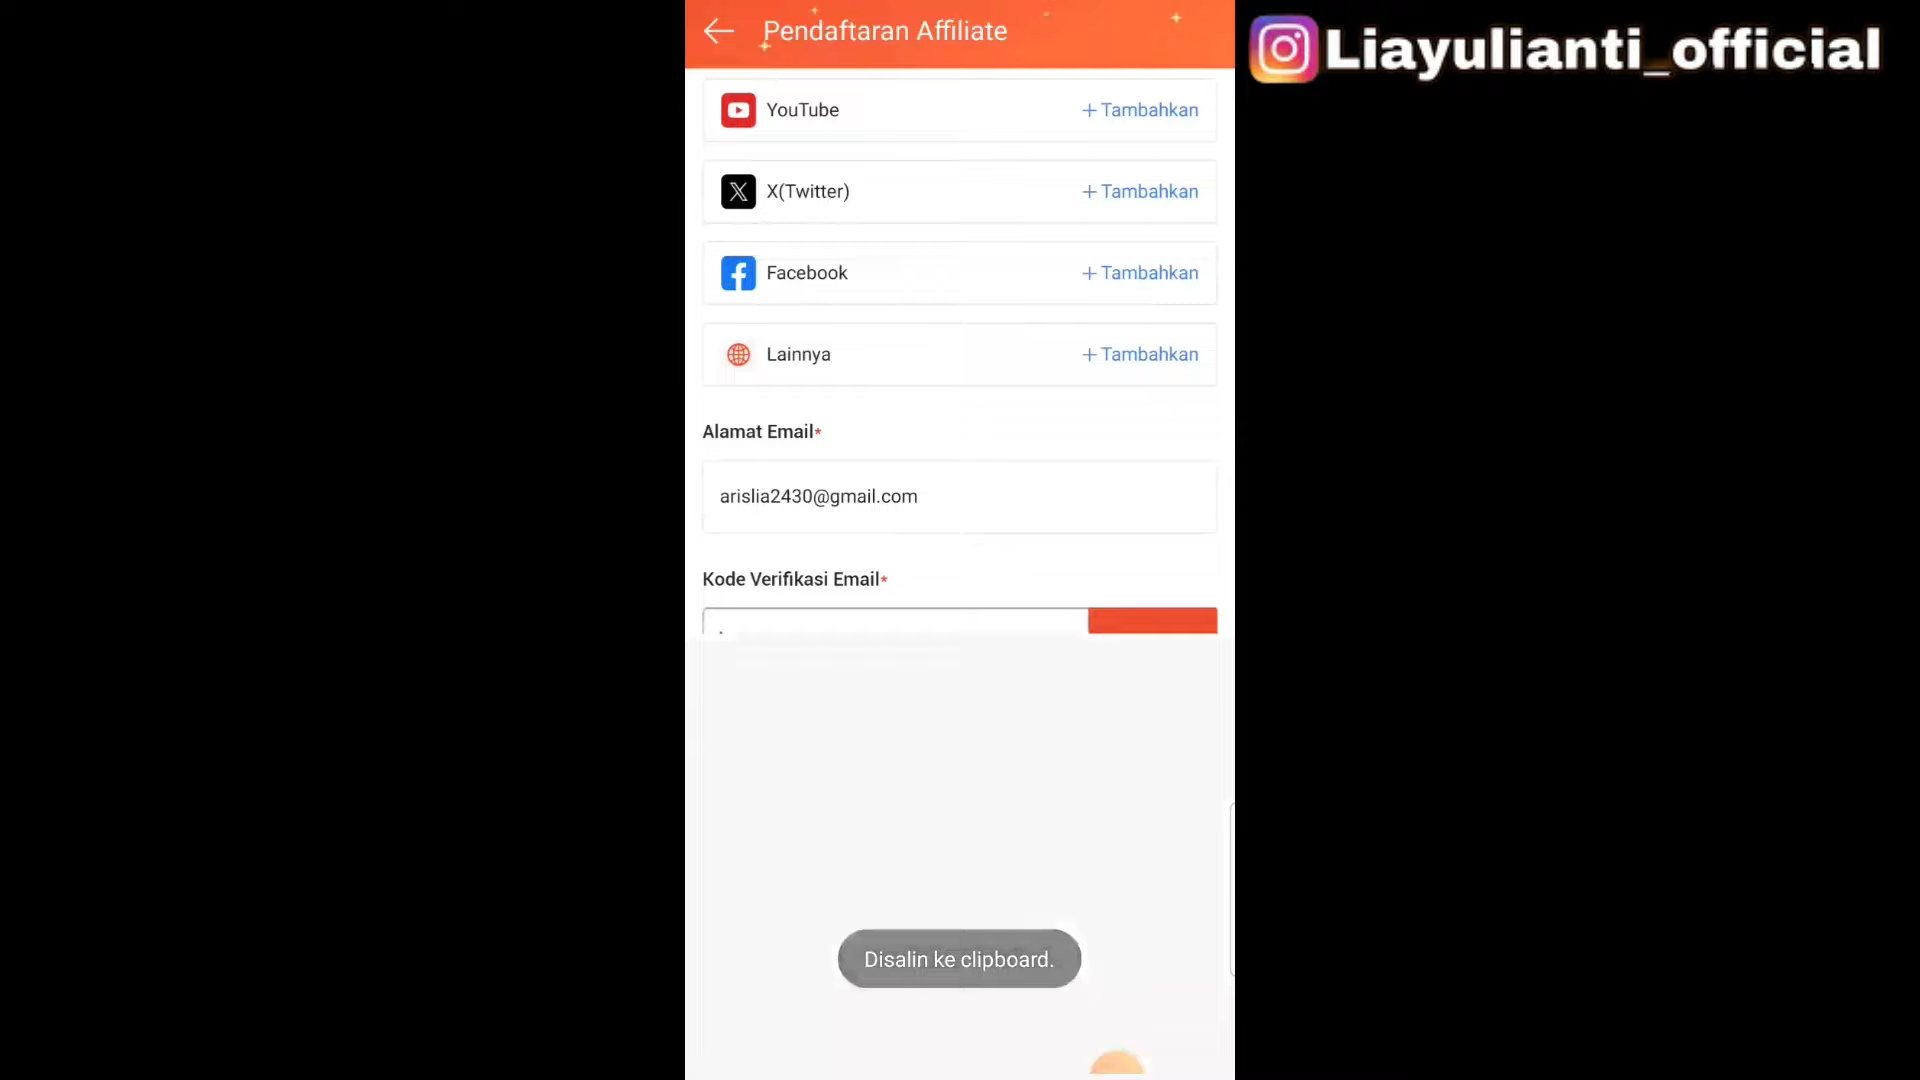 Pendaftaran Affiliate
Liayulianti_official
YouTube
+ Tambahkan
X(Twitter)
+ Tambahkan
Facebook
+ Tambahkan
Lainnya
+ Tambahkan
Alamat Email*
arislia2430@gmail.com
Kode Verifikasi Email*
Disalin ke clipboard.